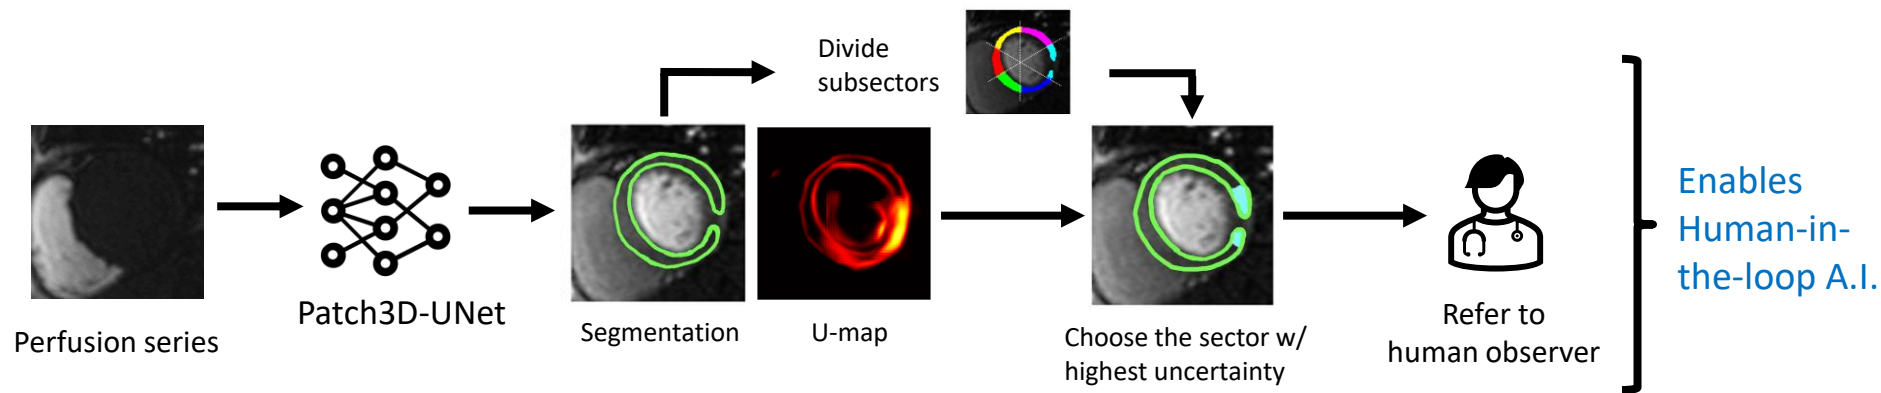 Perfusion series
Patch3D-UNet
Divide
subsectors
Segmentation
U-map
Choose the sector w/
highest uncertainty
Refer to
human observer
Enables
Human-in-
the-loop A.I.